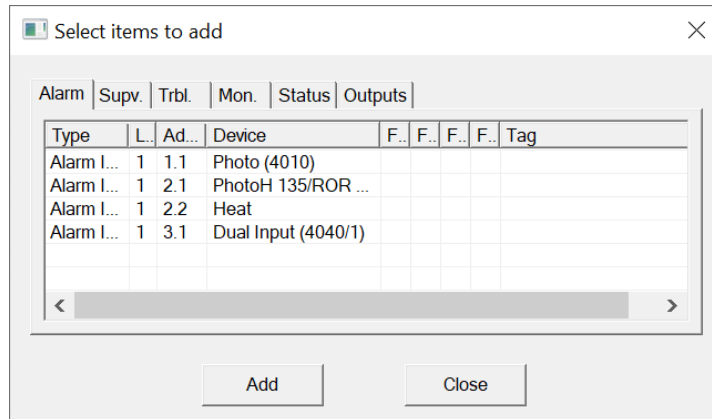 Select items to add
Alarm Supv. Trbl. Mon. Status Outputs
Type L.. Ad... Device F.. F.. F.. F.. Tag
Alarm I... 1 1.1 Photo (4010)
Alarm I... 1 2.1 PhotoH 135/ROR ...
Alarm I... 1 2.2 Heat
Alarm I... 1 3.1 Dual Input (4040/1)
Add Close